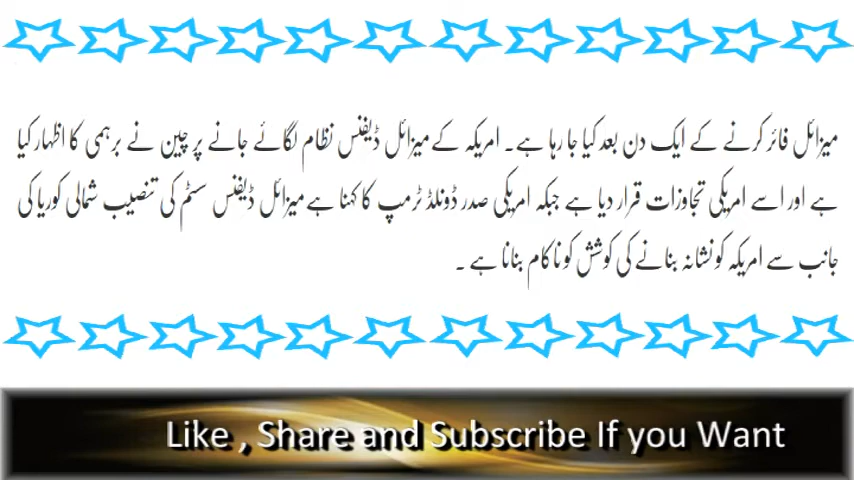 میزائل فائر کرنے کے ایک دن بعد کیا جا رہا ہے۔ امریکہ کے میزائل ڈیفنس نظام لگائے جانے پر چین نے برہمی کا اظہار کیا
ہے اور اسے امریکی تجاوزات قرار دیا ہے جبکہ امریکی صدر ڈونلڈ ٹرمپ کا کہنا ہے میزائل ڈیفنس سسٹم کی تنصیب شمالی کوریا کی
جانب سے امریکہ کو نشانہ بنانے کی کوشش کو ناکام بنانا ہے ۔
Like , Share and Subscribe If you Want